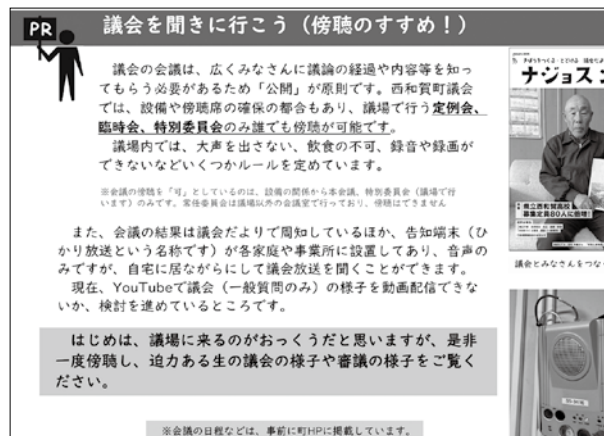 PR
議会を聞きに行こう（傍聴のすすめ！）
議会の会議は、広くみなさんに議論の経過や内容等を知っ
てもらう必要があるため「公開」が原則です。西和賀町議会
では、設備や傍聴席の確保の都合もあり、議場で行う定例会、
臨時会、特別委員会のみ誰でも傍聴が可能です。
議場内では、大声を出さない、飲食の不可、録音や録画が
できないなどいくつかルールを定めています。
※会議の傍聴を「可」としているのは、設備の関係から本会議、特別委員会（議場で行
います）のみです。常任委員会は議場以外の会議室で行っており、傍聴はできません
また、会議の結果は議会だよりで周知しているほか、告知端末（ひ
かり放送という名称です）が各家庭や事業所に設置してあり、音声の
みですが、自宅に居ながらにして議会放送を聞くことができます。
現在、YouTubeで議会（一般質問のみ）の様子を動画配信できな
いか、検討を進めているところです。
はじめは、議場に来るのがおっくうだと思いますが、是非
一度傍聴し、迫力ある生の議会の様子や審議の様子をご覧く
ださい。
※会議の日程などは、事前に町HPに掲載しています。
ナジョス
県立西和賀高校
募集定員80人に復増！
議会とみなさんをつな